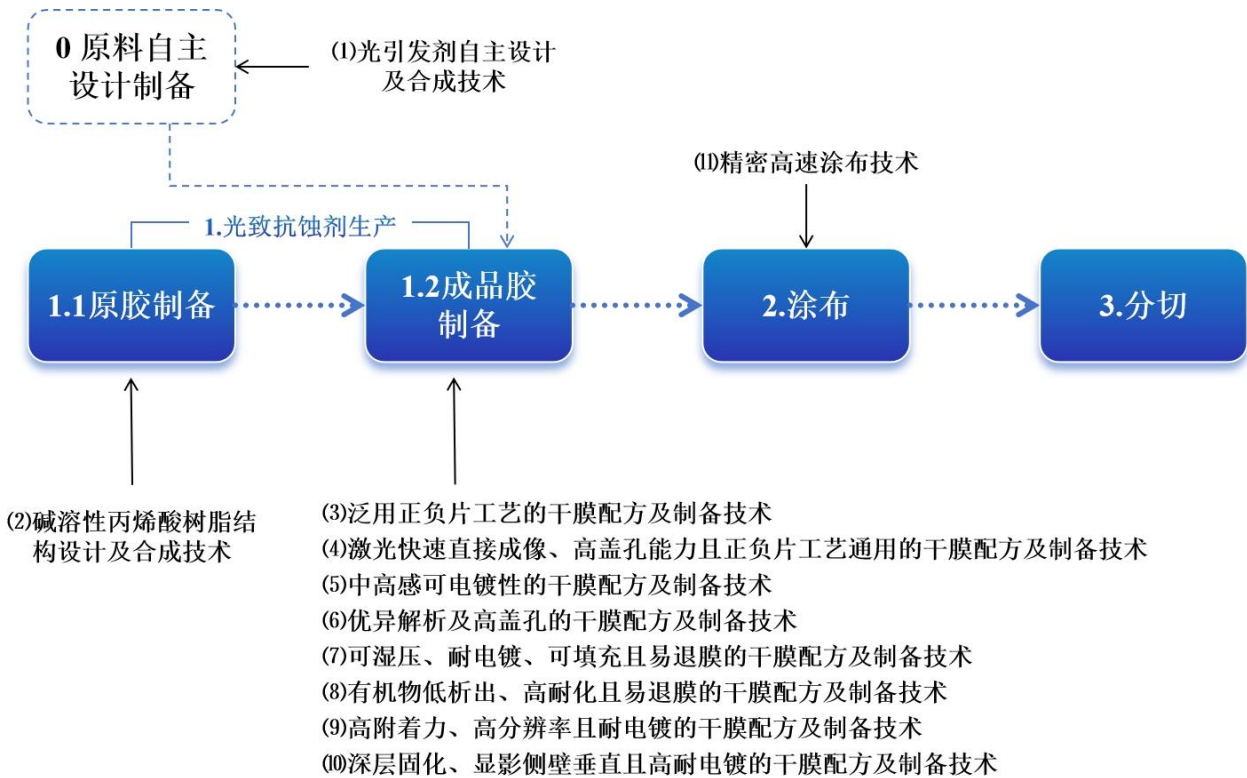 0 原料自主
设计制备
⑴光引发剂自主设计
及合成技术
⑾精密高速涂布技术
1.光致抗蚀剂生产
1.1原胶制备
1.2成品胶
制备
2.涂布
3.分切
⑵碱溶性丙烯酸树脂结
构设计及合成技术
⑶泛用正负片工艺的干膜配方及制备技术
⑷激光快速直接成像、高盖孔能力且正负片工艺通用的干膜配方及制备技术
⑸中高感可电镀性的干膜配方及制备技术
⑹优异解析及高盖孔的干膜配方及制备技术
⑺可湿压、耐电镀、可填充且易退膜的干膜配方及制备技术
⑻有机物低析出、高耐化且易退膜的干膜配方及制备技术
⑼高附着力、高分辨率且耐电镀的干膜配方及制备技术
⑽深层固化、显影侧壁垂直且高耐电镀的干膜配方及制备技术